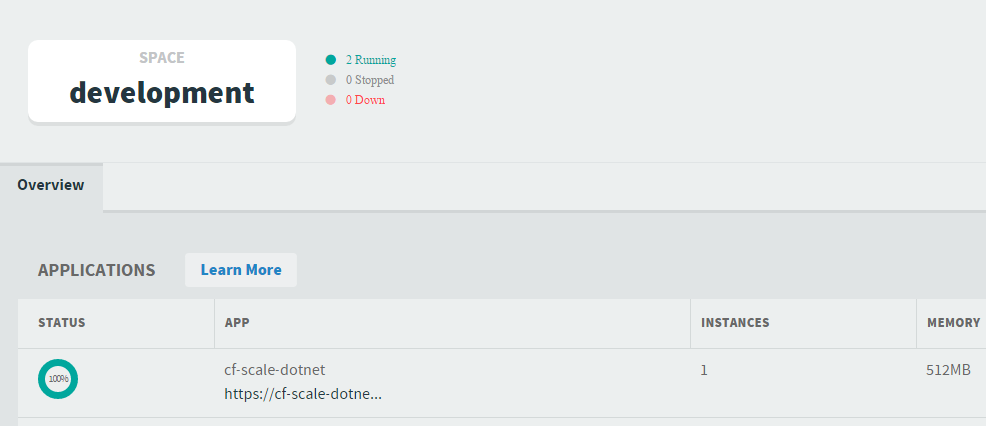 SPACE
development
2 Running
0 Stopped
0 Down
Overview
APPLICATIONS Learn More
STATUS APP INSTANCES MEMORY
100% cf-scale-dotnet 1 512MB
https://cf-scale-dotne...